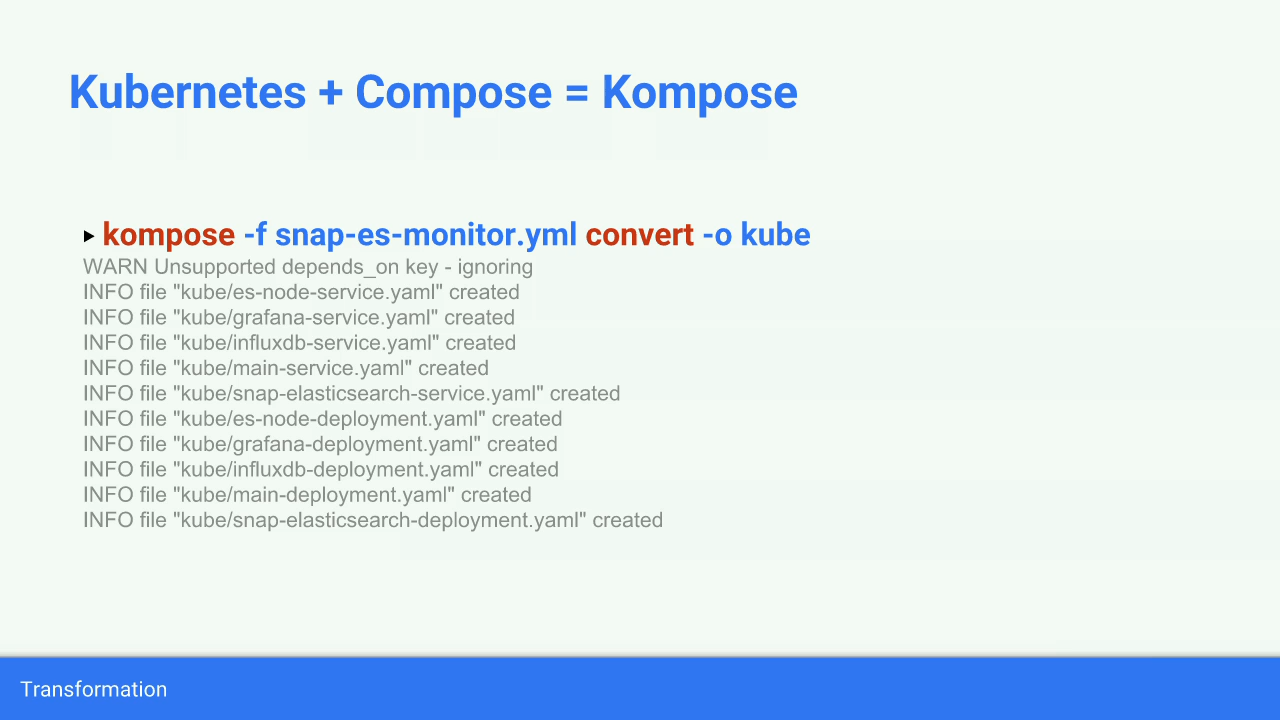 Kubernetes + Compose = Kompose
▸ kompose -f snap-es-monitor.yml convert -o kube
WARN Unsupported depends_on key - ignoring
INFO file "kube/es-node-service.yaml" created
INFO file "kube/grafana-service.yaml" created
INFO file "kube/influxdb-service.yaml" created
INFO file "kube/main-service.yaml" created
INFO file "kube/snap-elasticsearch-service.yaml" created
INFO file "kube/es-node-deployment.yaml" created
INFO file "kube/grafana-deployment.yaml" created
INFO file "kube/influxdb-deployment.yaml" created
INFO file "kube/main-deployment.yaml" created
INFO file "kube/snap-elasticsearch-deployment.yaml" created
Transformation